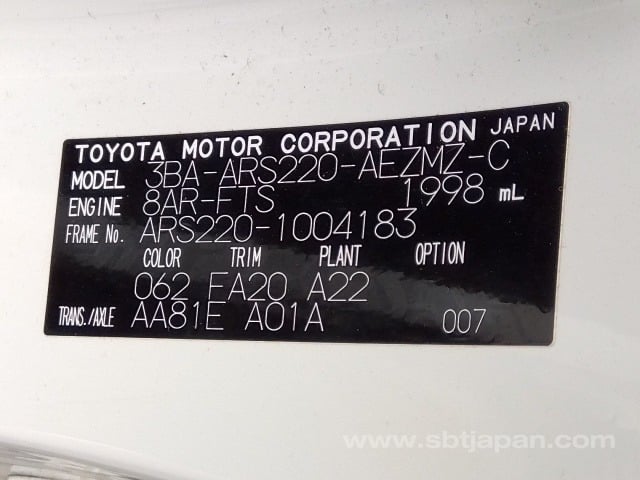 TOYOTA MOTOR CORPORATION JAPAN
MODEL 3BA-ARS220-AEZMZ-C
ENGINE 8AR-FTS 1998 mL
FRAME No. ARS220-1004183
COLOR TRIM PLANT OPTION
062 FA20 A22
TRANS./AXLE AA81E A01A 007
www.sbtjapan.com